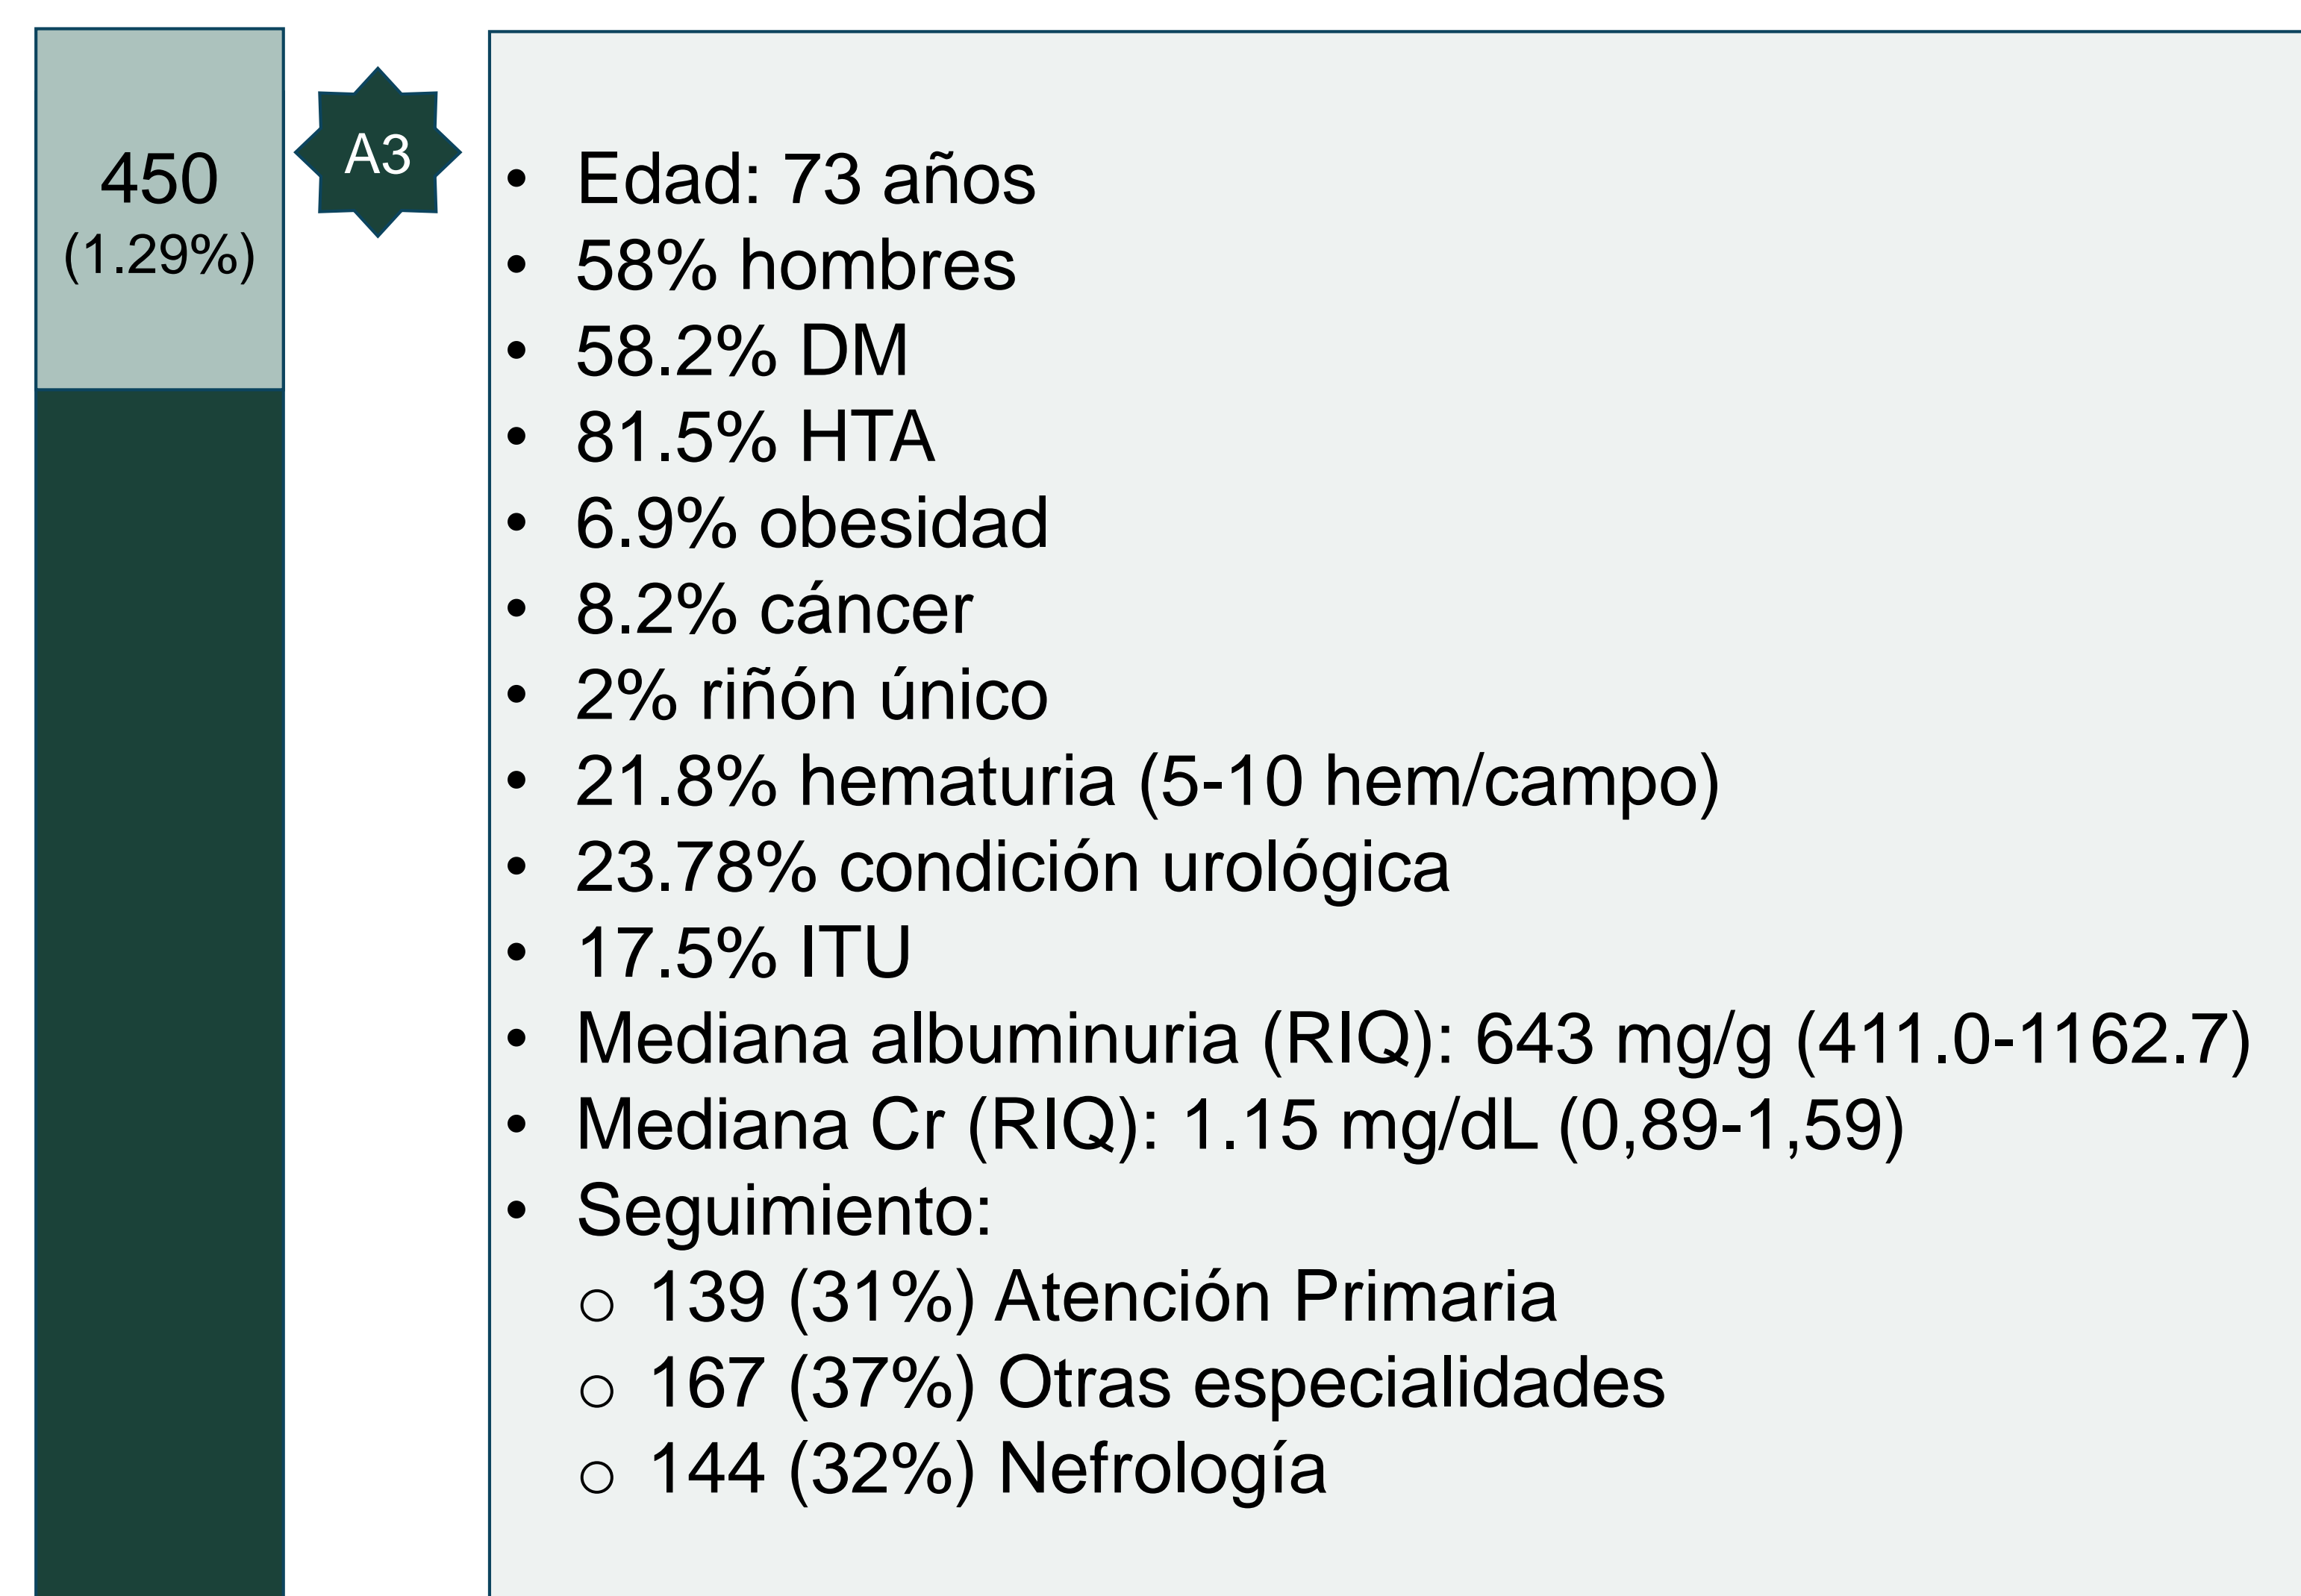 450
(1.29%)
A3
• Edad: 73 años
• 58% hombres
• 58.2% DM
• 81.5% HTA
• 6.9% obesidad
• 8.2% cáncer
• 2% riñón único
• 21.8% hematuria (5-10 hem/campo)
• 23.78% condición urológica
• 17.5% ITU
• Mediana albuminuria (RIQ): 643 mg/g (411.0-1162.7)
• Mediana Cr (RIQ): 1.15 mg/dL (0,89-1,59)
• Seguimiento:
○ 139 (31%) Atención Primaria
○ 167 (37%) Otras especialidades
○ 144 (32%) Nefrología